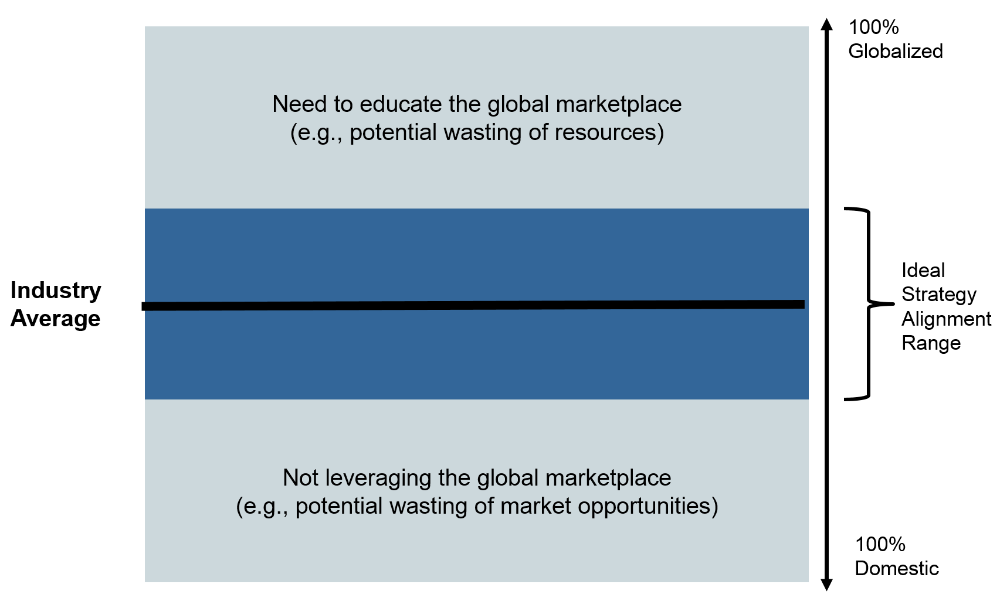 100%
Globalized
Need to educate the global marketplace
(e.g., potential wasting of resources)
Industry
Average
Ideal
Strategy
Alignment
Range
Not leveraging the global marketplace
(e.g., potential wasting of market opportunities)
100%
Domestic